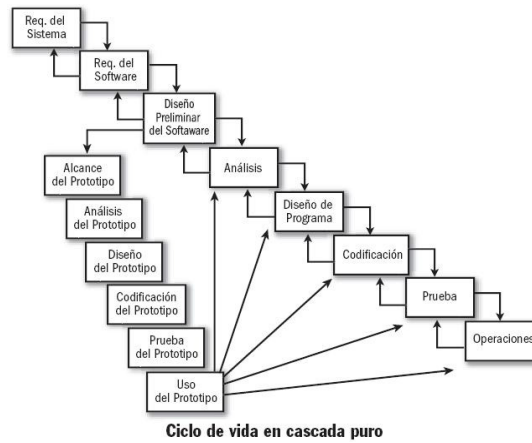 Req. del
Sistema
Req. del
Software
Diseño
Preliminar
del Softaware
Análisis
Diseño de
Programa
Codificación
Prueba
Operaciones
Alcance
del Prototipo
Análisis
del Prototipo
Diseño
del Prototipo
Codificación
del Prototipo
Prueba
del Prototipo
Uso
del Prototipo
Ciclo de vida en cascada puro